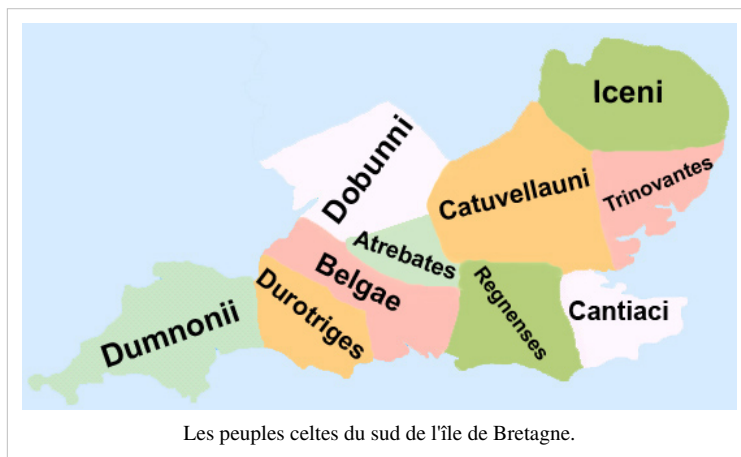 Iceni
Dobunni
Catuvellauni
Trinovantes
Atrebates
Belgae
Regnenses
Durotriges
Cantiaci
Dumnonii
Les peuples celtes du sud de l'île de Bretagne.